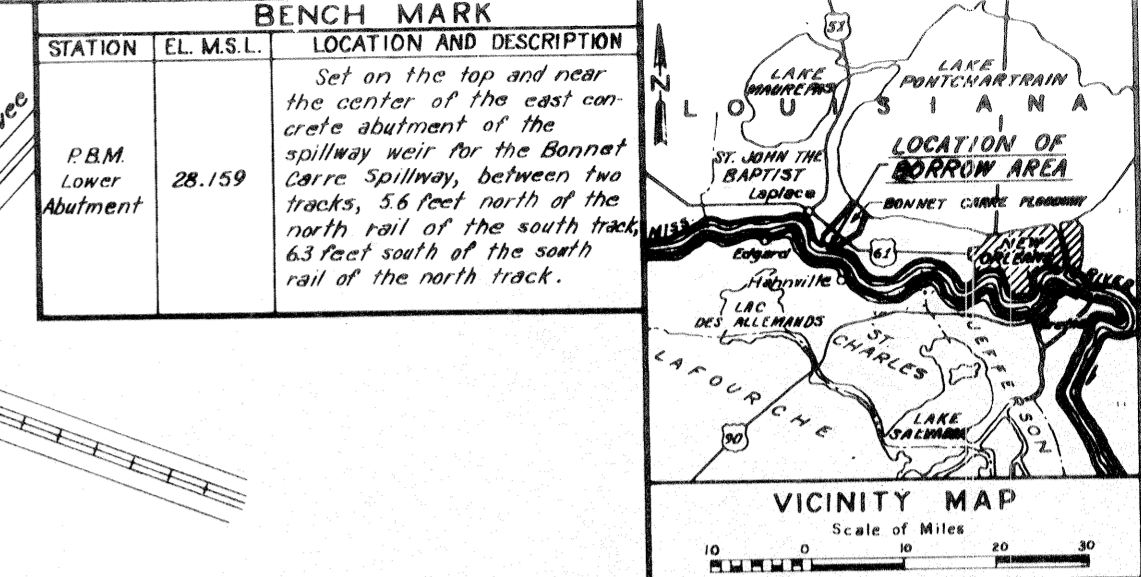 BENCH MARK
STATION EL. M.S.L. LOCATION AND DESCRIPTION
P.B.M.
Lower
Abutment
28.159
Set on the top and near
the center of the east con-
crete abutment of the
spillway weir for the Bonnet
Carre Spillway, between two
tracks, 5.6 feet north of the
north rail of the south track,
6.3 feet south of the south
rail of the north track.
N
51
LAKE
MAUREPAS
LAKE
PONTCHARTRAIN
LOUISIANA
LOCATION OF
BORROW AREA
ST. JOHN THE
BAPTIST
Laplace
BONNET CARRE FLOODWAY
MISS.
Edgard
61
NEW
ORLEANS
RIVER
Hahnville
LAC
DES ALLEMANDS
ST.
CHARLES
JEFFERSON
LAFOURCHE
90
LAKE
SALVADOR
VICINITY MAP
Scale of Miles
10 0 10 20 30